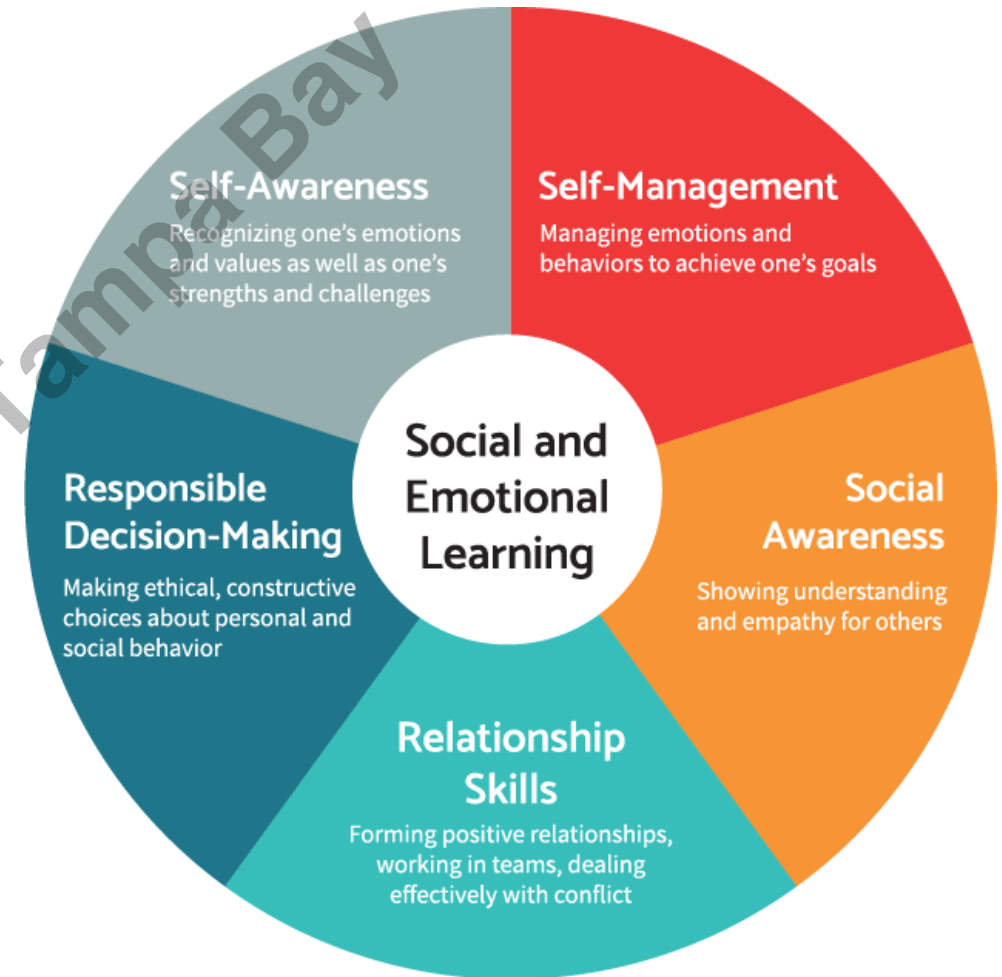 Tampa Bay
Self-Awareness
Recognizing one's emotions
and values as well as one's
strengths and challenges
Self-Management
Managing emotions and
behaviors to achieve one's goals
Social and
Emotional
Learning
Responsible
Decision-Making
Making ethical, constructive
choices about personal and
social behavior
Social
Awareness
Showing understanding
and empathy for others
Relationship
Skills
Forming positive relationships,
working in teams, dealing
effectively with conflict